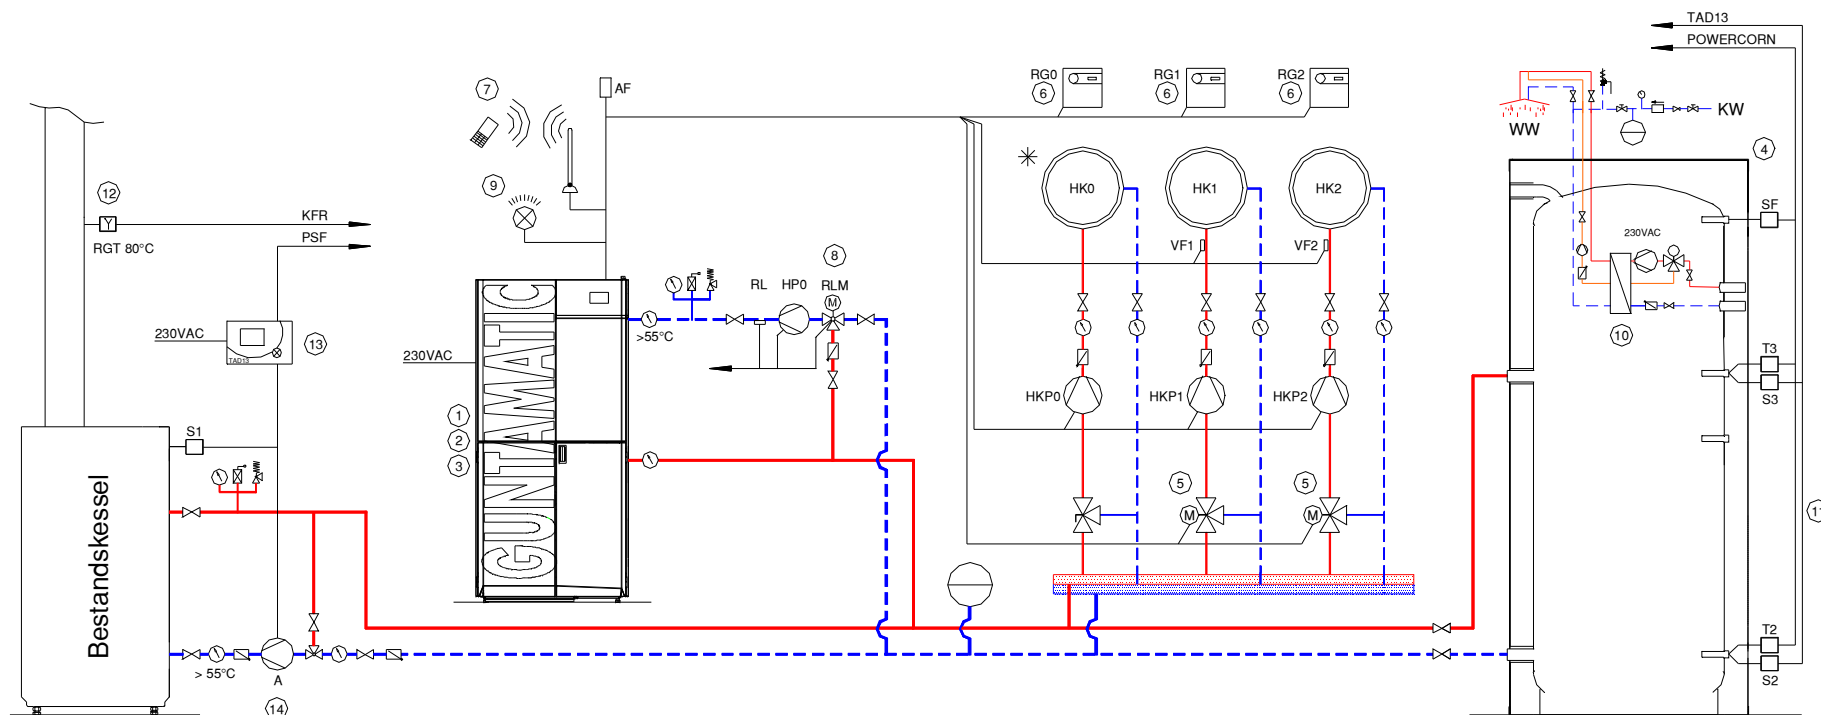 TAD13
POWERCORN
RG0
RG1
RG2
6
6
6
7
AF
KW
WW
4
9
HK0
HK1
HK2
12
KFR
PSF
RGT 80°C
SF
230VAC
VF1
VF2
8
RL
HP0
RLM
M
>55°C
230VAC
TAD13
13
230VAC
10
T3
S3
HKP0
HKP1
HKP2
1
2
3
GUNTAMATIC
S1
Bestandskessel
5
5
M
M
11
> 55°C
A
14
T2
S2